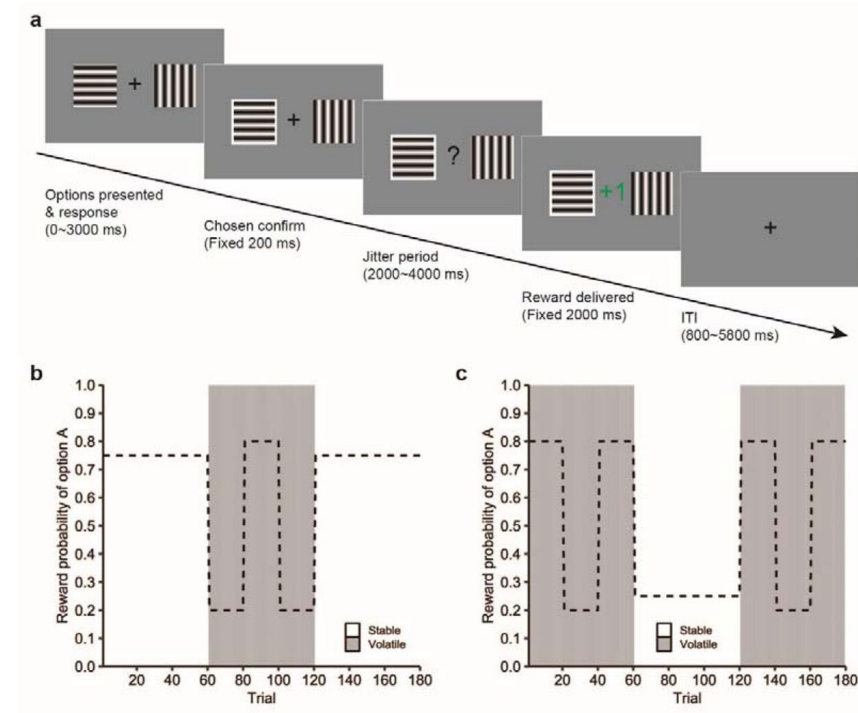 a
+
+
?
+1
+
Options presented
& response
(0~3000 ms)
Chosen confirm
(Fixed 200 ms)
Jitter period
(2000~4000 ms)
Reward delivered
(Fixed 2000 ms)
ITI
(800~5800 ms)
b
Reward probability of option A
1.0
0.9
0.8
0.7
0.6
0.5
0.4
0.3
0.2
0.1
0.0
Stable
Volatile
20 40 60 80 100 120 140 160 180
Trial
c
Reward probability of option A
1.0
0.9
0.8
0.7
0.6
0.5
0.4
0.3
0.2
0.1
0.0
Stable
Volatile
20 40 60 80 100 120 140 160 180
Trial